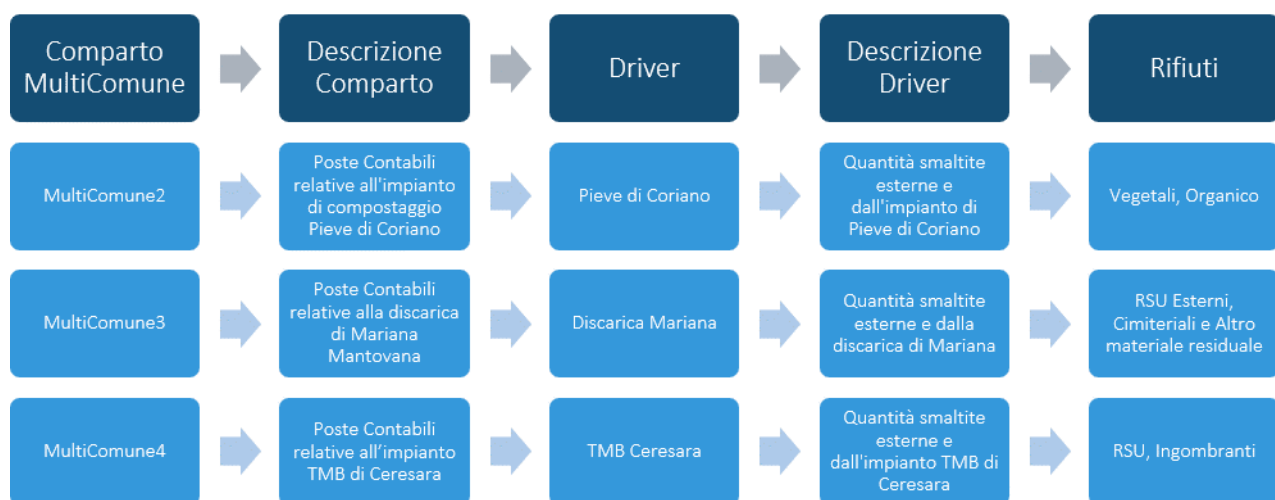 Comparto
MultiComune
Descrizione
Comparto
Driver
Descrizione
Driver
Rifiuti
MultiComune2
Poste Contabili
relative all'impianto
di compostaggio
Pieve di Coriano
Pieve di Coriano
Quantità smaltite
esterne e
dall'impianto di
Pieve di Coriano
Vegetali, Organico
MultiComune3
Poste Contabili
relative alla discarica
di Mariana
Mantovana
Discarica Mariana
Quantità smaltite
esterne e dalla
discarica di Mariana
RSU Esterni,
Cimiteriali e Altro
materiale residuale
MultiComune4
Poste Contabili
relative all’impianto
TMB di Ceresara
TMB Ceresara
Quantità smaltite
esterne e
dall'impianto TMB di
Ceresara
RSU, Ingombranti